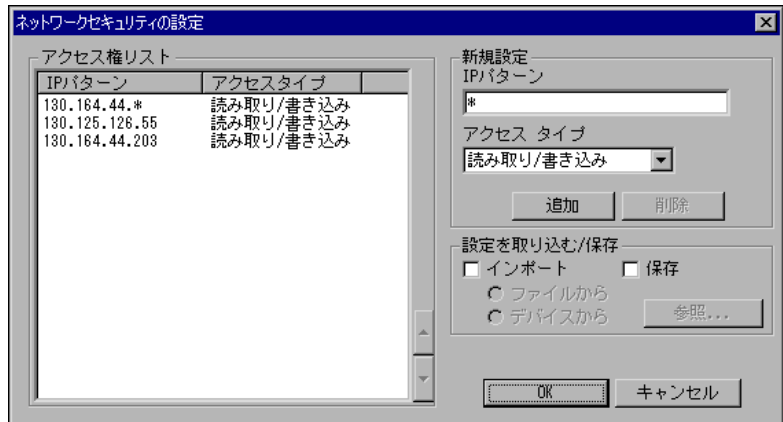 ネットワークセキュリティの設定
アクセス権リスト
IPパターン アクセスタイプ
130.164.44.* 読み取り/書き込み
130.125.126.55 読み取り/書き込み
130.164.44.203 読み取り/書き込み
新規設定
IPパターン
*
アクセス タイプ
読み取り/書き込み
追加 削除
設定を取り込む/保存
インポート 保存
ファイルから
デバイスから 参照...
OK キャンセル